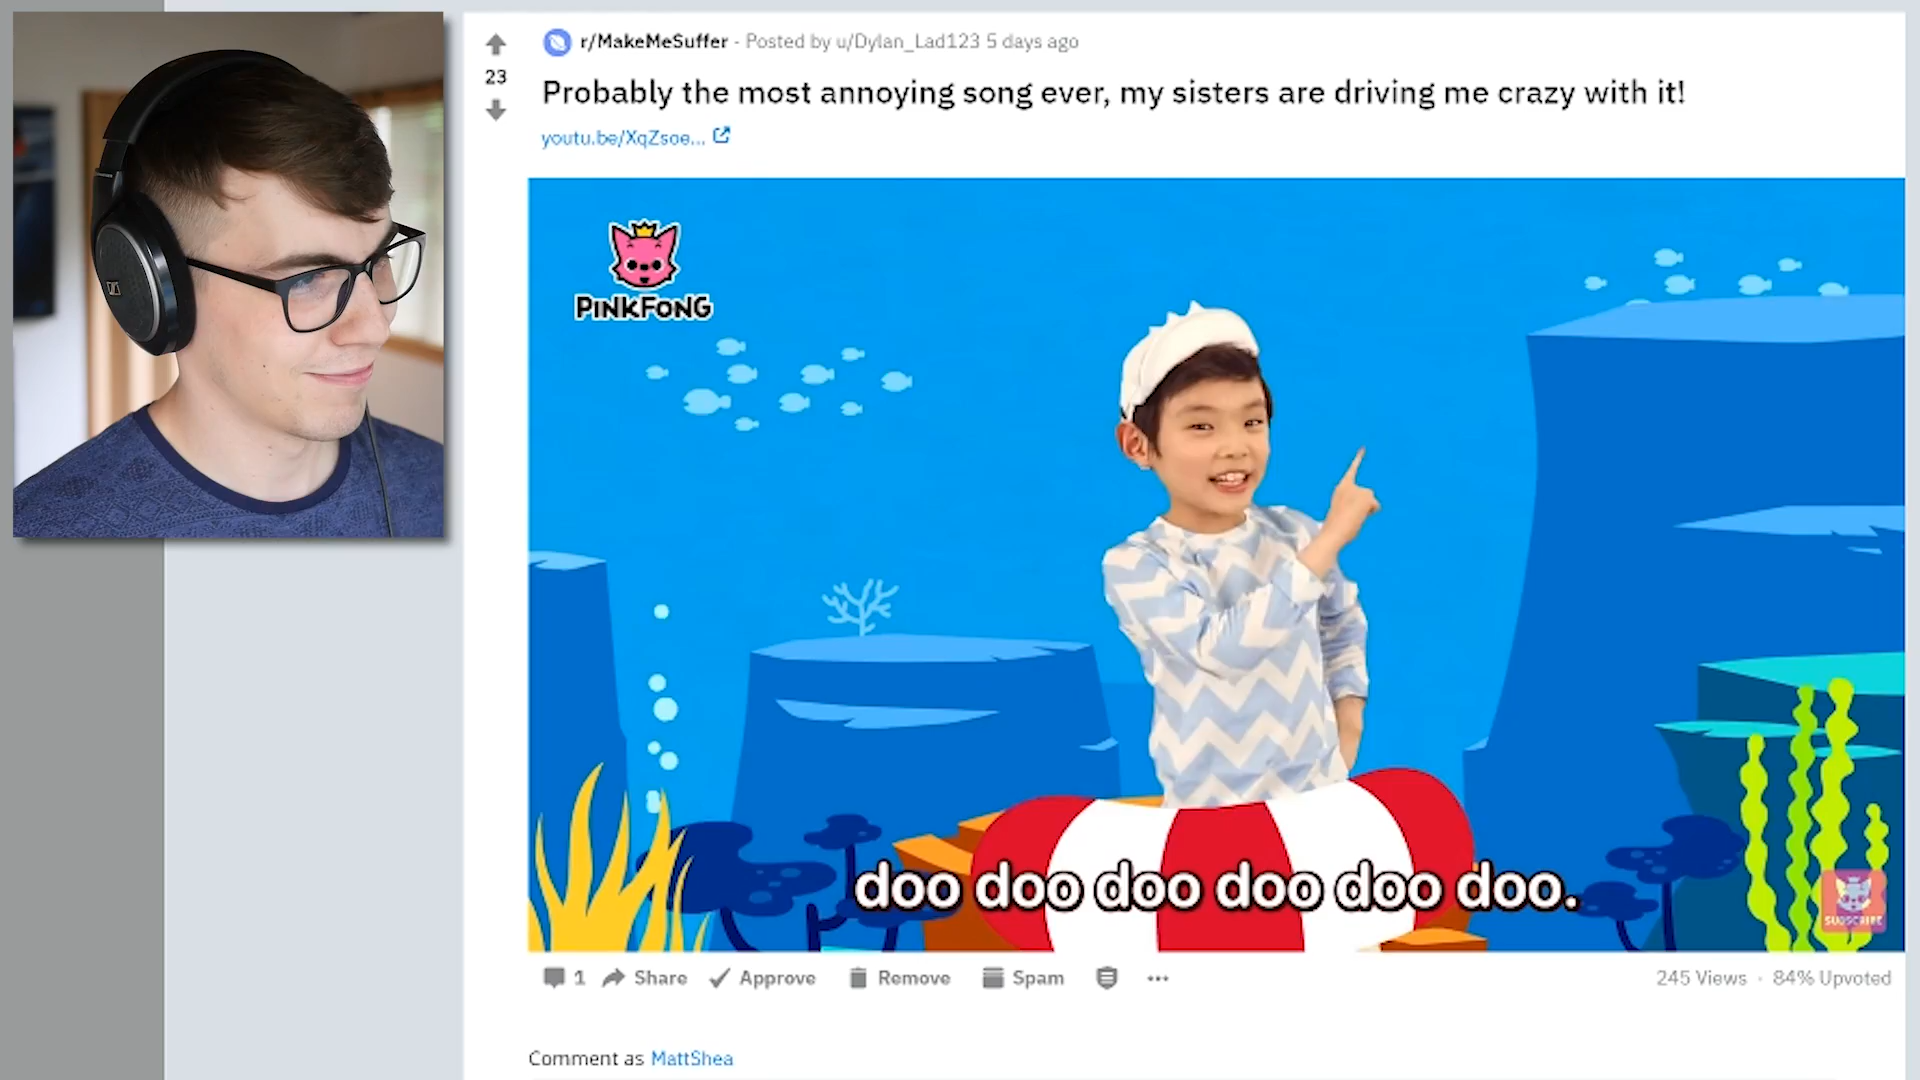 r/MakeMeSuffer - Posted by u/Dylan_Lad123 5 days ago
23
Probably the most annoying song ever, my sisters are driving me crazy with it!
youtu.be/XqZsoe...
PINKFONG
doo doo doo doo doo doo.
SUBSCRIBE
1 Share Approve Remove Spam ... 245 Views · 84% Upvoted
Comment as MattShea